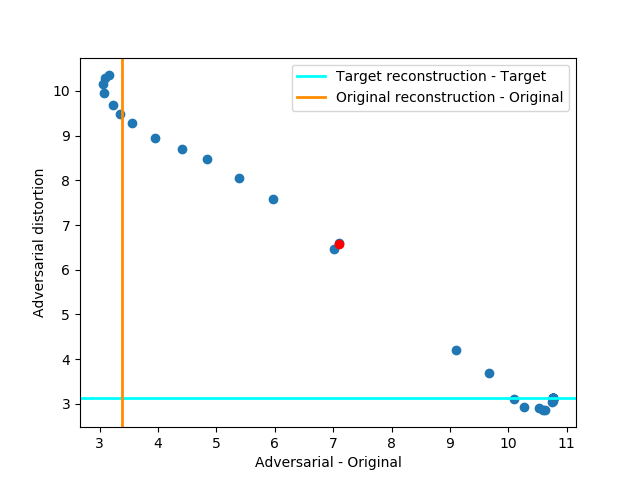 Target reconstruction - Target
Original reconstruction - Original
10
9
8
7
6
5
4
3
Adversarial distortion
3 4 5 6 7 8 9 10 11
Adversarial - Original